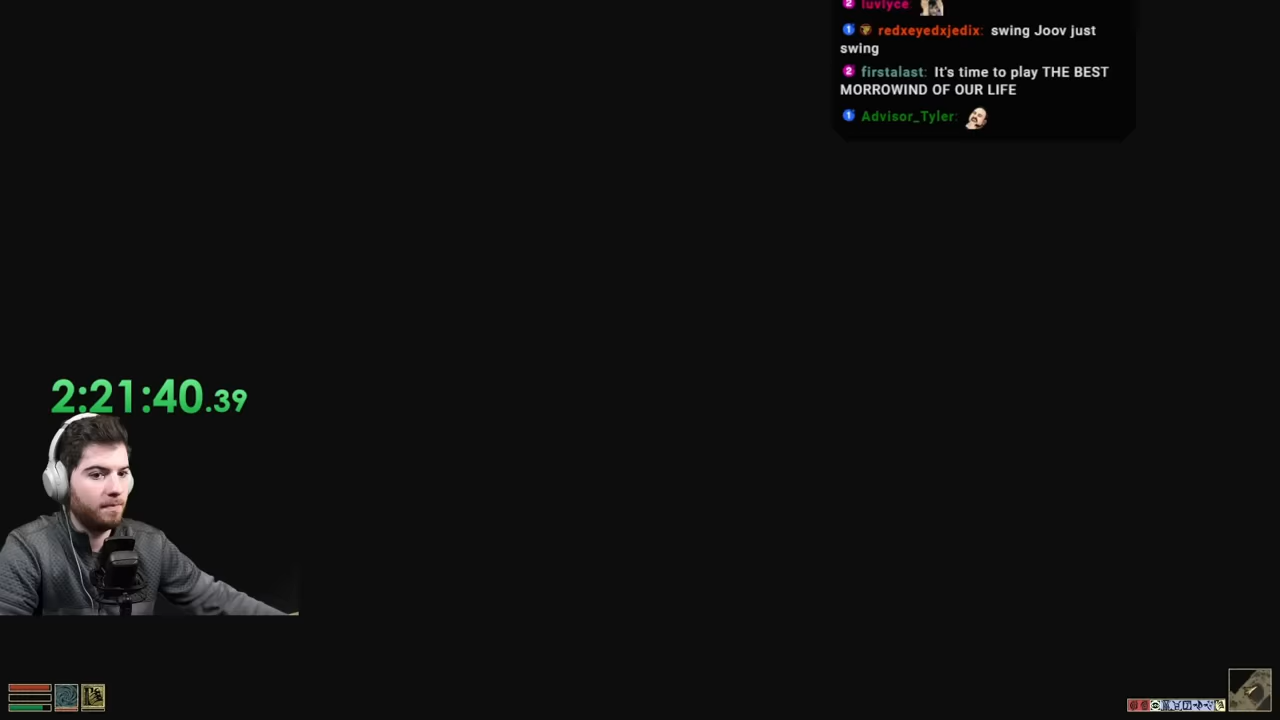 luvlyce
redxeyedxjedix: swing Joov just
swing
firstalast: It's time to play THE BEST
MORROWIND OF OUR LIFE
Advisor_Tyler:
2:21:40.39